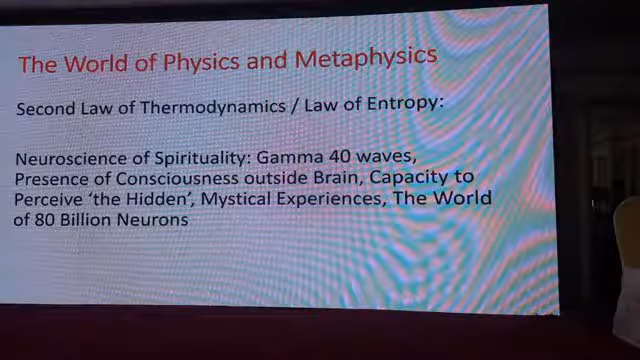 The World of Physics and Metaphysics
Second Law of Thermodynamics / Law of Entropy:
Neuroscience of Spirituality: Gamma 40 waves,
Presence of Consciousness outside Brain, Capacity to
Perceive ‘the Hidden’, Mystical Experiences, The World
of 80 Billion Neurons